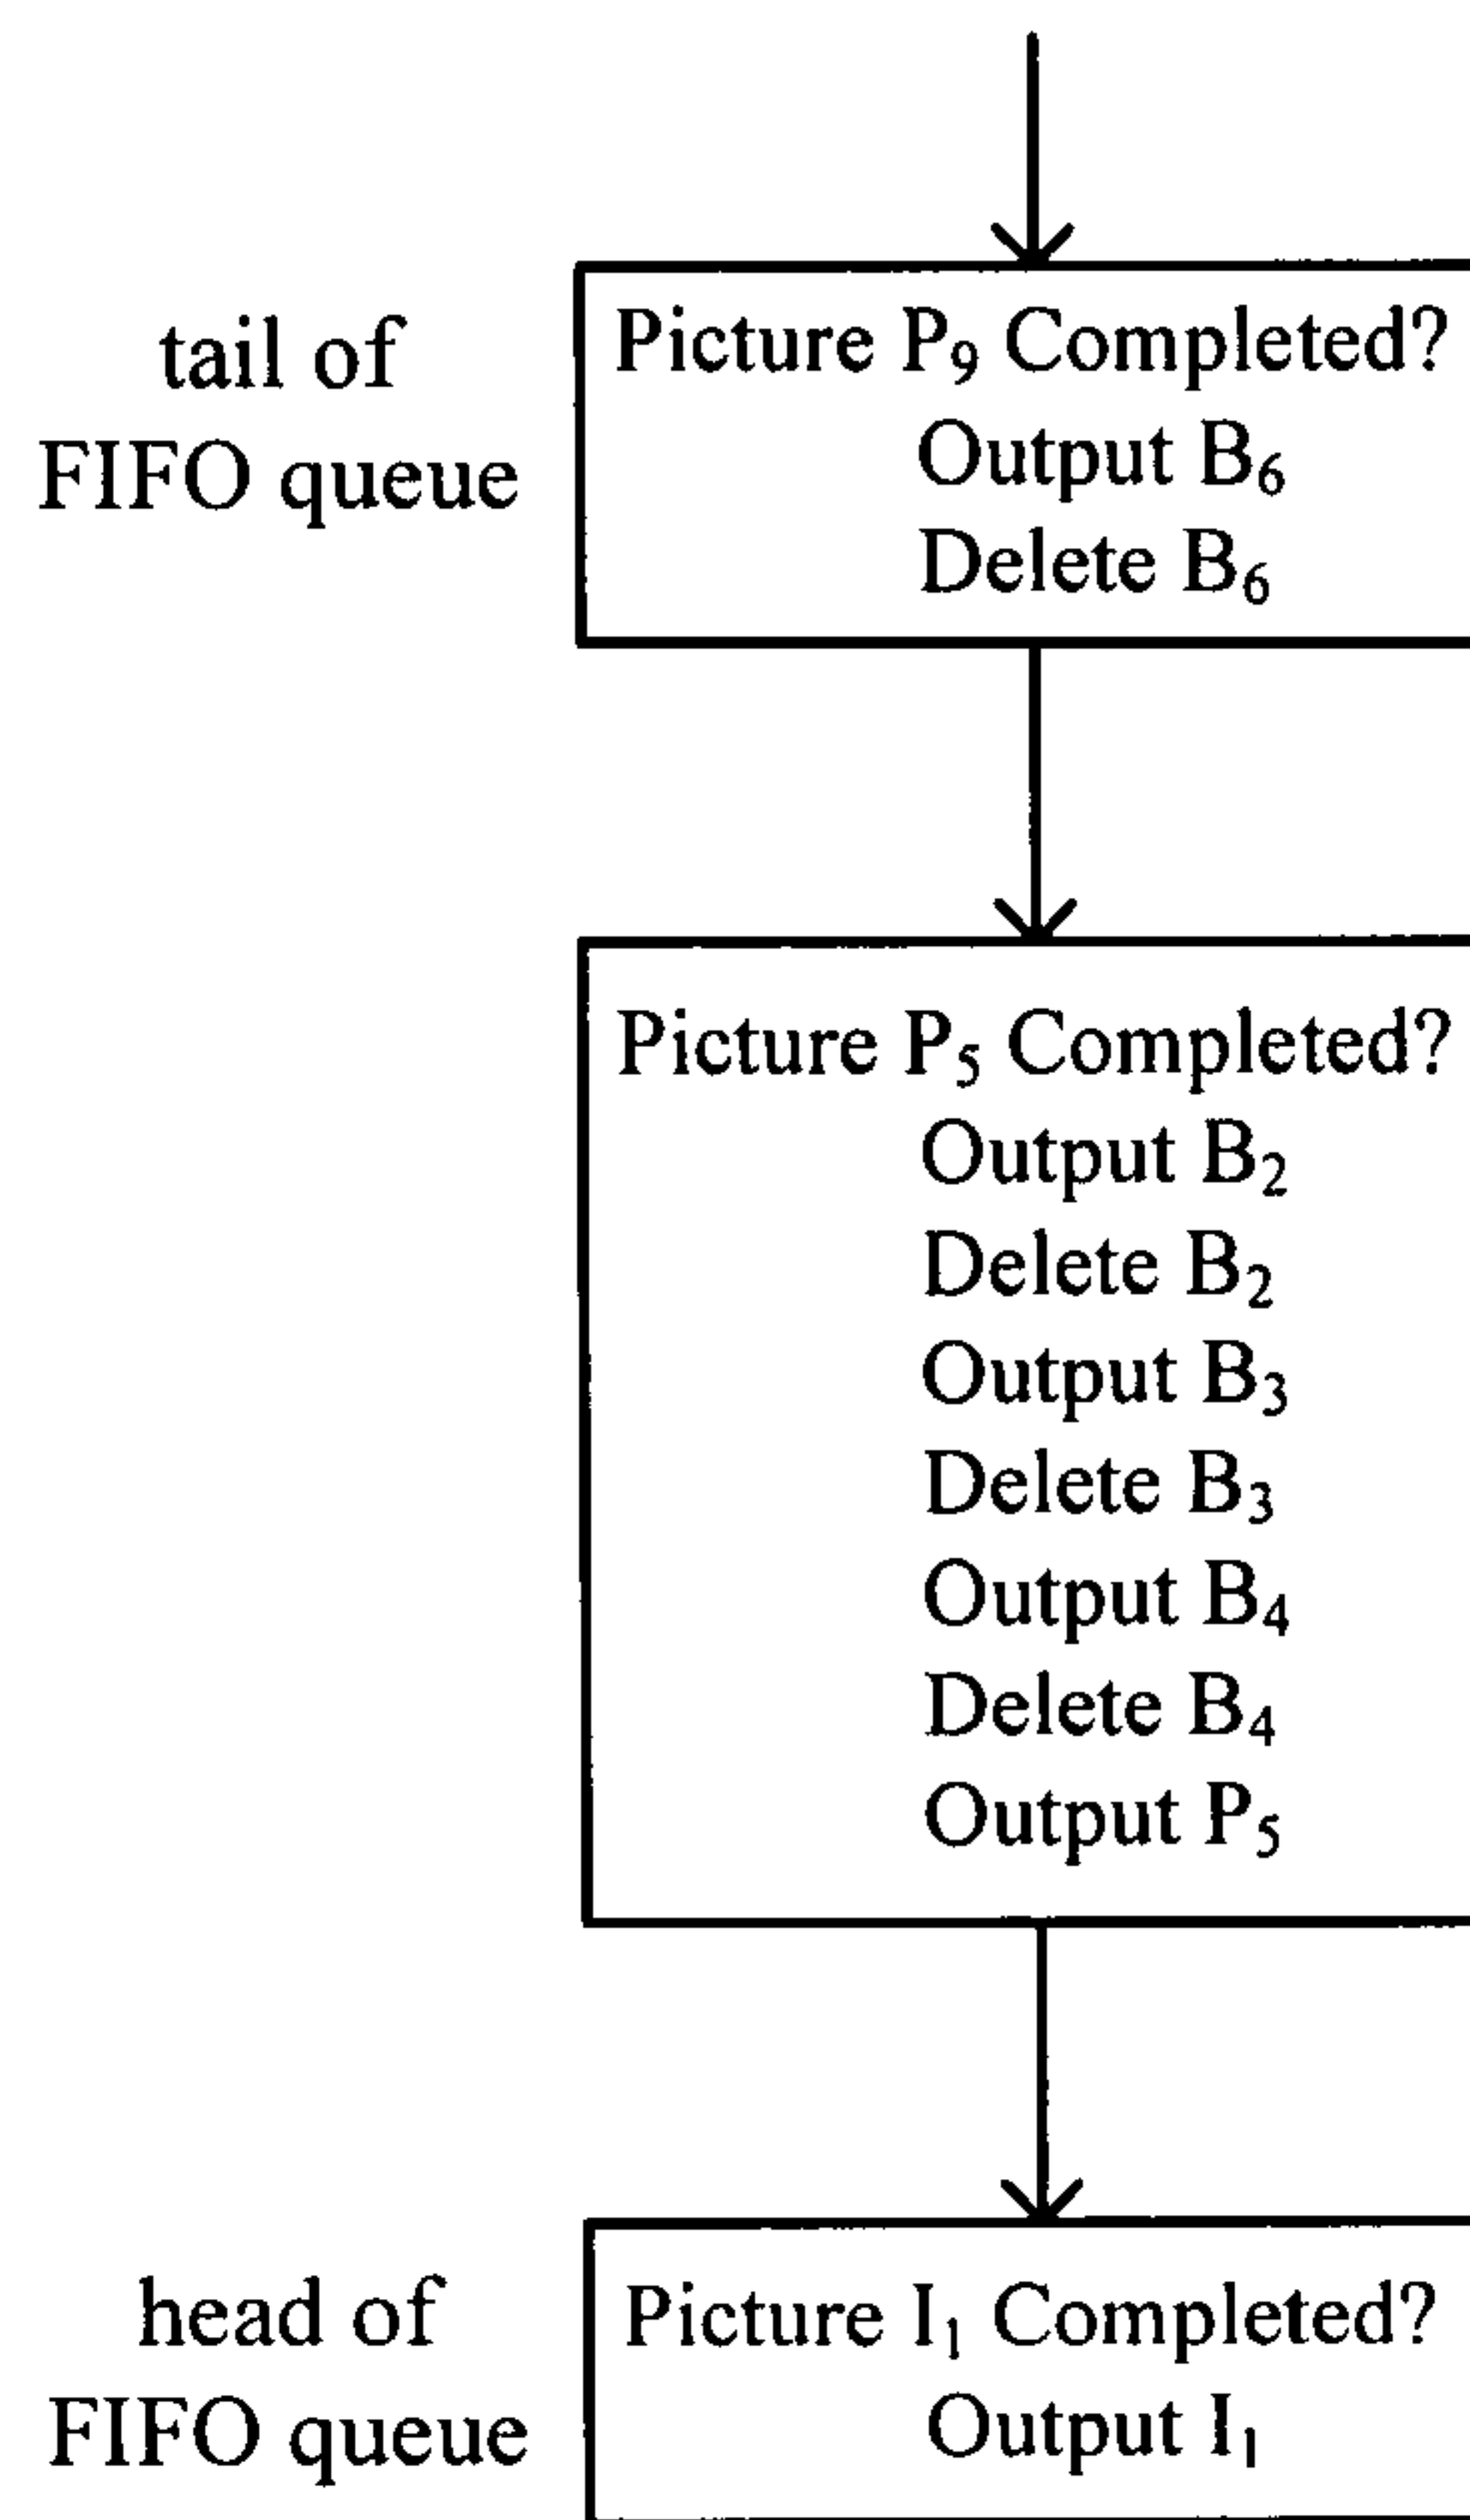 tail of
FIFO queue
Picture P₉ Completed?
Output B₆
Delete B₆
Picture P₅ Completed?
Output B₂
Delete B₂
Output B₃
Delete B₃
Output B₄
Delete B₄
Output P₅
head of
FIFO queue
Picture I₁ Completed?
Output I₁